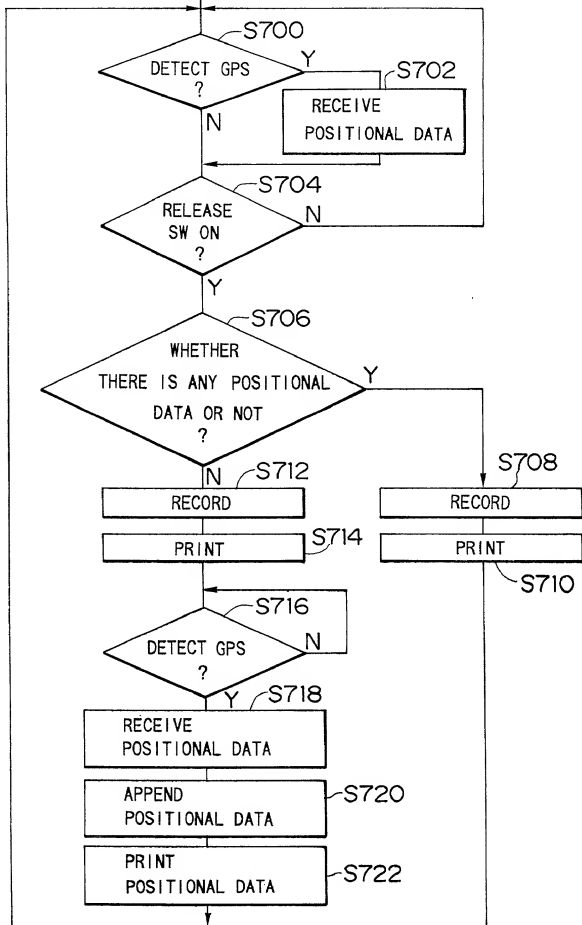 S700
DETECT GPS
?
Y
N
S702
RECEIVE
POSITIONAL DATA
S704
RELEASE
SW ON
?
N
Y
S706
WHETHER
THERE IS ANY POSITIONAL
DATA OR NOT
?
Y
N
S712
RECORD
S708
RECORD
PRINT
S714
PRINT
S710
S716
DETECT GPS
?
N
Y
S718
RECEIVE
POSITIONAL DATA
APPEND
POSITIONAL DATA
S720
PRINT
POSITIONAL DATA
S722